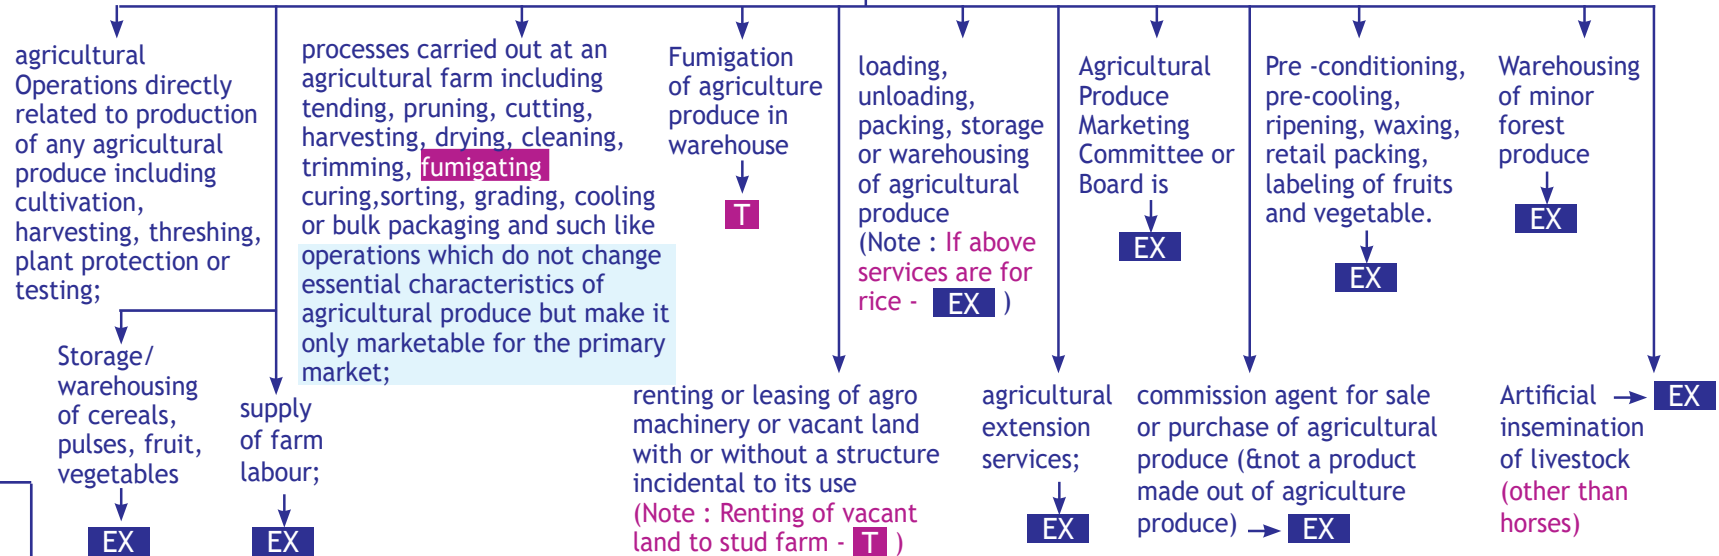 agricultural
Operations directly
related to production
of any agricultural
produce including
cultivation,
harvesting, threshing,
plant protection or
testing;
Storage/
warehousing
of cereals,
pulses, fruit,
vegetables
EX
supply
of farm
labour;
EX
processes carried out at an
agricultural farm including
tending, pruning, cutting,
harvesting, drying, cleaning,
trimming, fumigating
curing,sorting, grading, cooling
or bulk packaging and such like
operations which do not change
essential characteristics of
agricultural produce but make it
only marketable for the primary
market;
Fumigation
of agriculture
produce in
warehouse
T
renting or leasing of agro
machinery or vacant land
with or without a structure
incidental to its use
(Note : Renting of vacant
land to stud farm - T )
loading,
unloading,
packing, storage
or warehousing
of agricultural
produce
(Note : If above
services are for
rice - EX )
agricultural
extension
services;
EX
Agricultural
Produce
Marketing
Committee or
Board is
EX
commission agent for sale
or purchase of agricultural
produce (&not a product
made out of agriculture
produce) EX
Pre -conditioning,
pre-cooling,
ripening, waxing,
retail packing,
labeling of fruits
and vegetable.
EX
Warehousing
of minor
forest
produce
EX
Artificial EX
insemination
of livestock
(other than
horses)